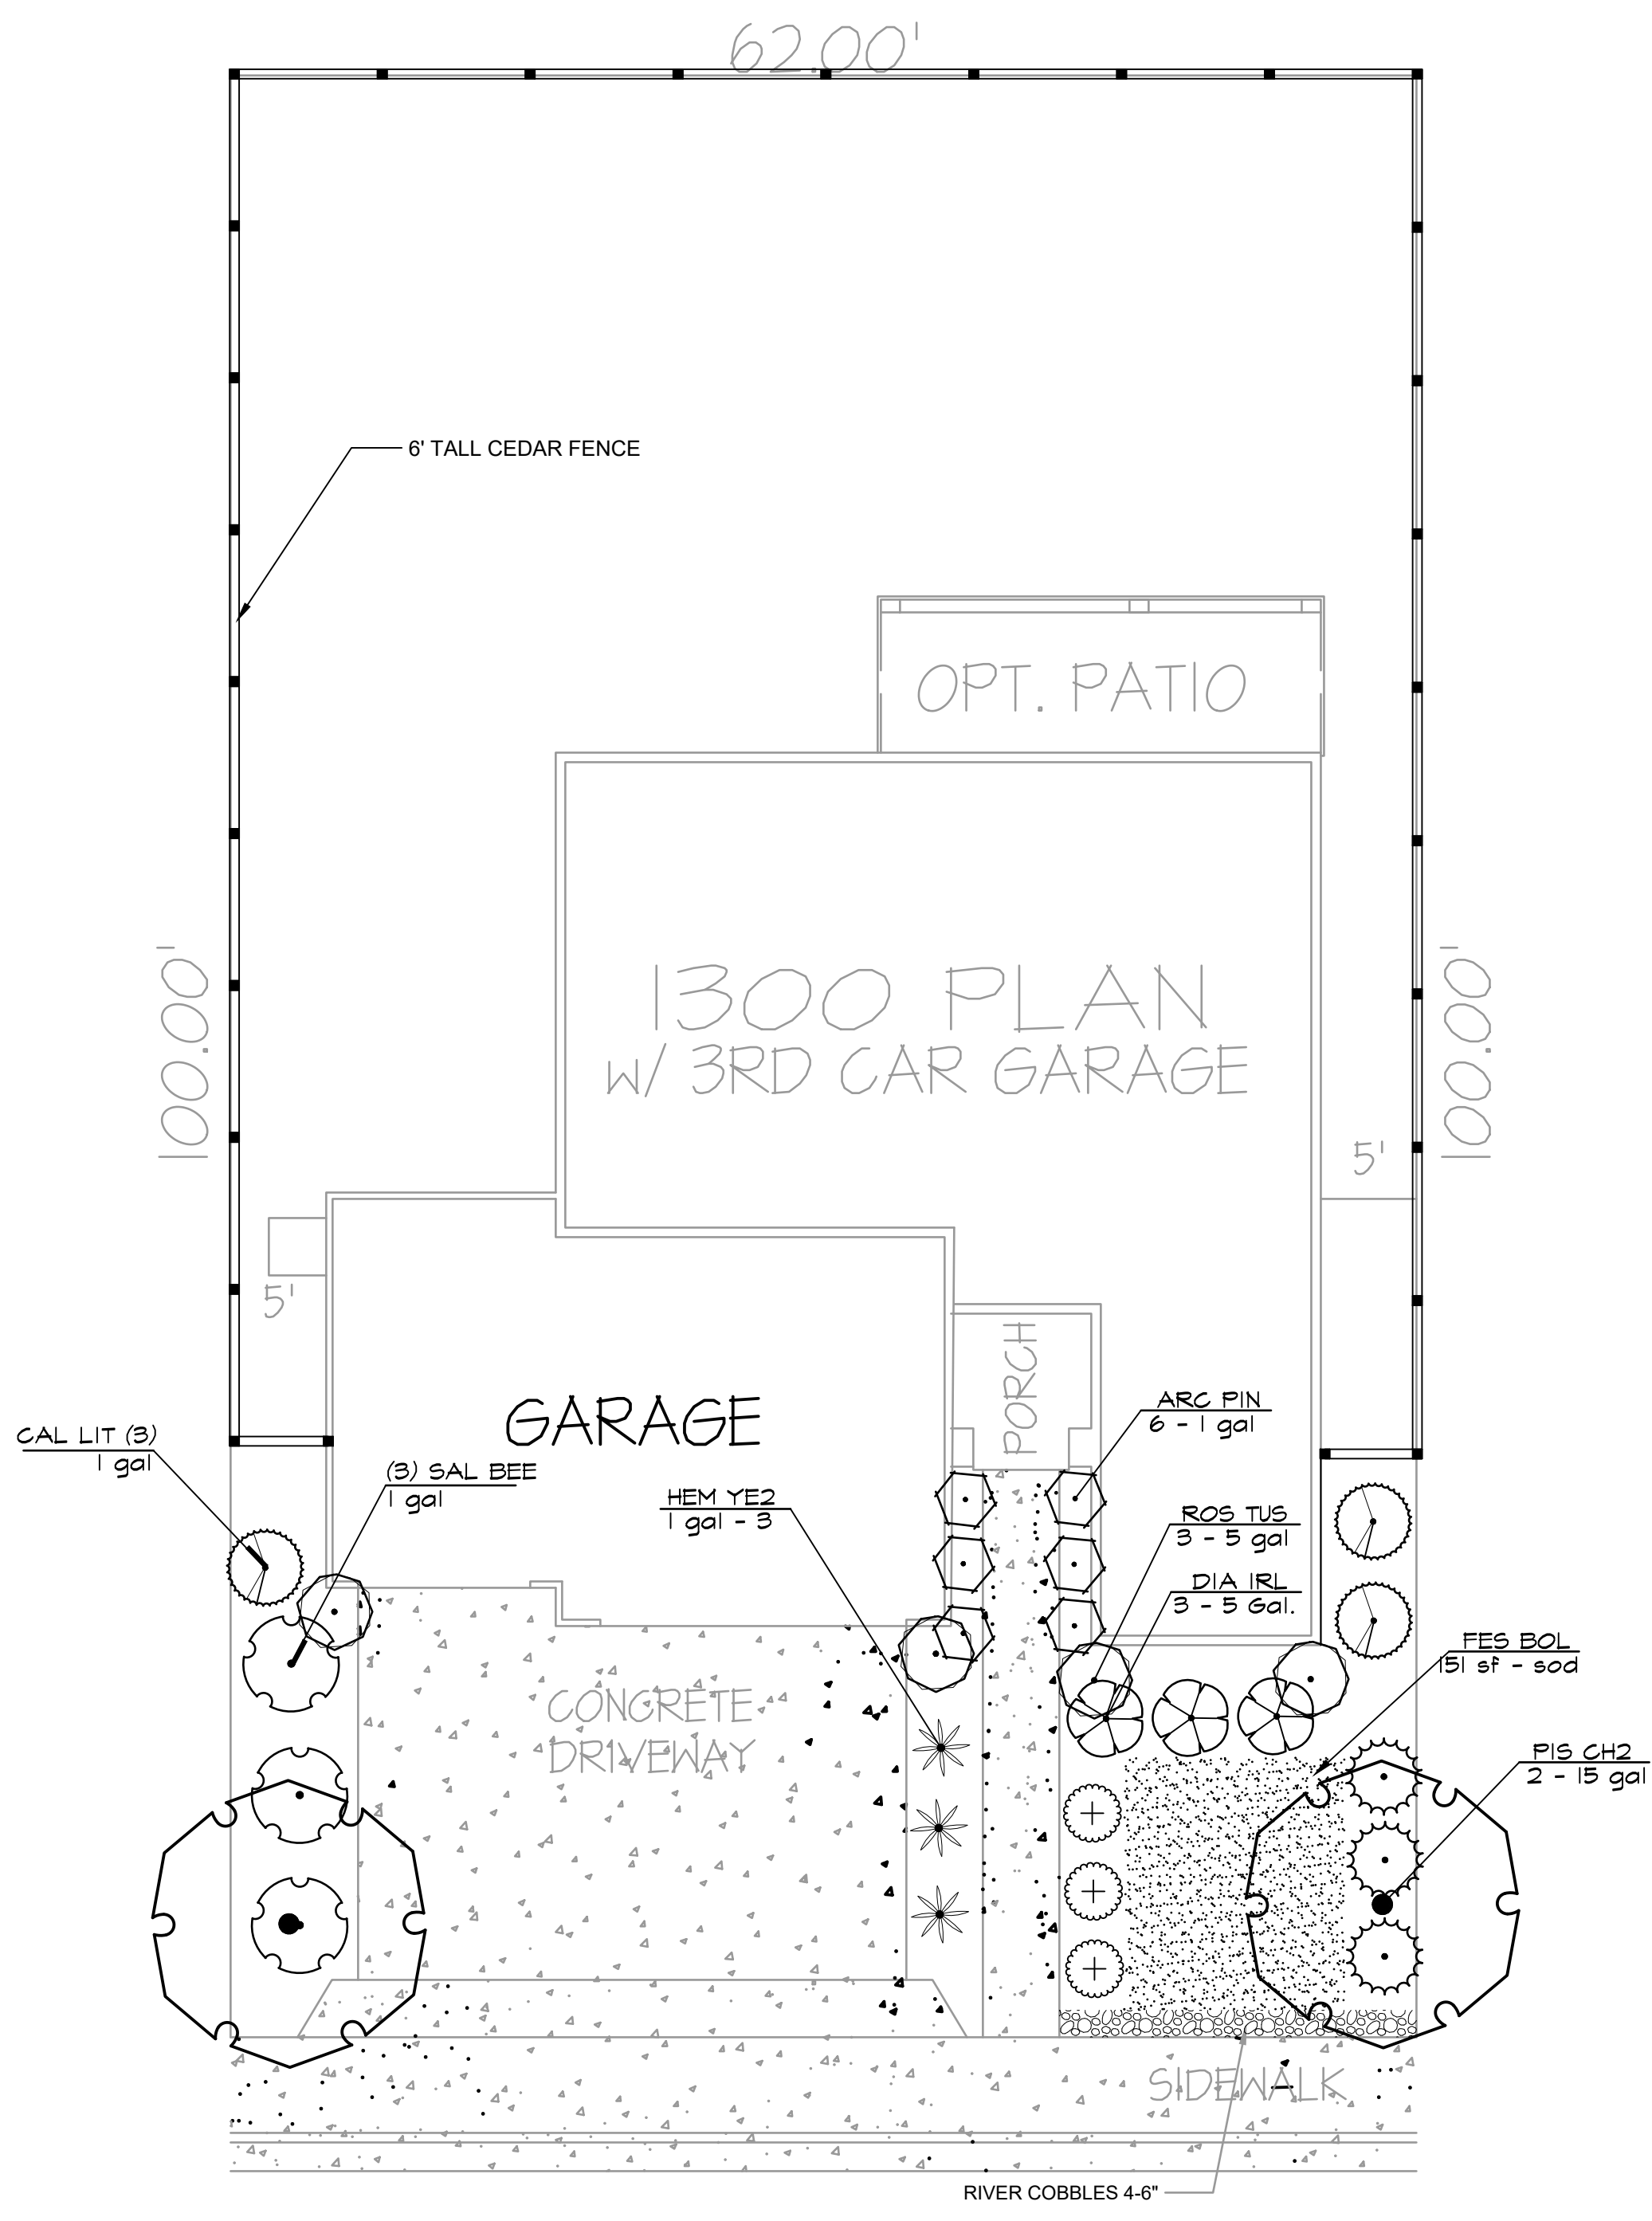 62.00'
6' TALL CEDAR FENCE
OPT. PATIO
100.00'
100.00'
1300 PLAN
W/ 3RD CAR GARAGE
5'
5'
PORCH
GARAGE
ARC PIN
6 - 1 gal
CAL LIT (3)
1 gal
(3) SAL BEE
1 gal
HEM YE2
1 gal - 3
ROS TUS
3 - 5 gal
DIA IRL
3 - 5 Gal.
FES BOL
151 sf - sod
CONCRETE
DRIVEWAY
PIS CH2
2 - 15 gal
SIDEWALK
RIVER COBBLES 4-6"